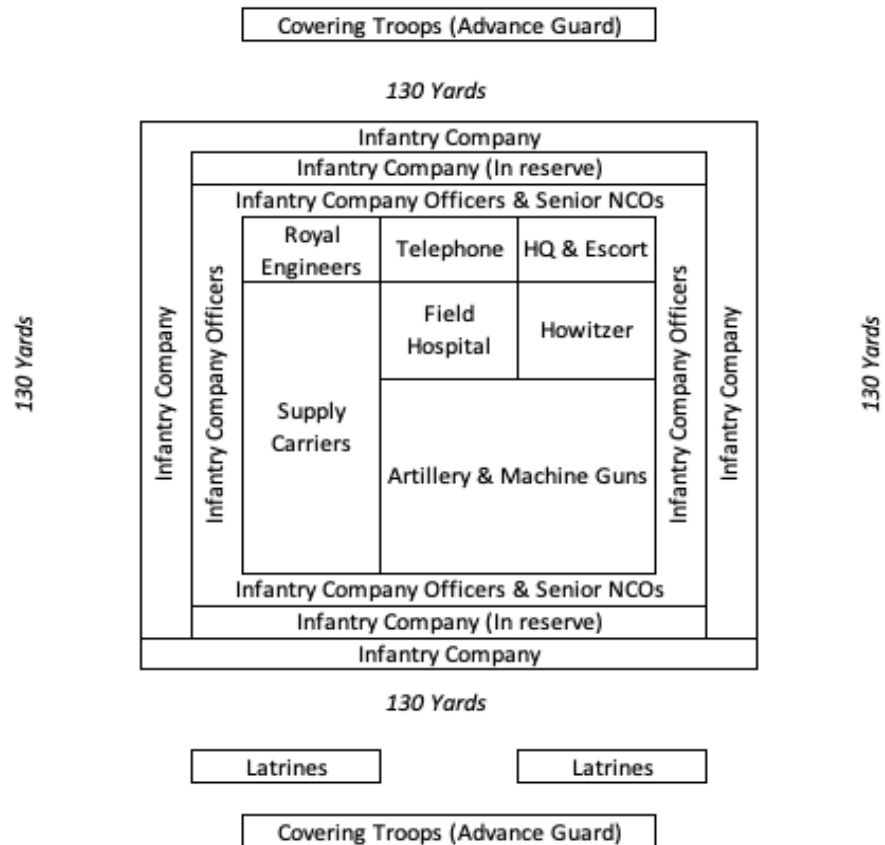 Covering Troops (Advance Guard)
130 Yards
Infantry Company
Infantry Company (In reserve)
Infantry Company Officers & Senior NCOs
Royal
Engineers
Telephone
HQ & Escort
130 Yards
Infantry Company
Infantry Company Officers
Supply
Carriers
Field
Hospital
Howitzer
Artillery & Machine Guns
Infantry Company Officers
Infantry Company
130 Yards
Infantry Company Officers & Senior NCOs
Infantry Company (In reserve)
Infantry Company
130 Yards
Latrines
Latrines
Covering Troops (Advance Guard)